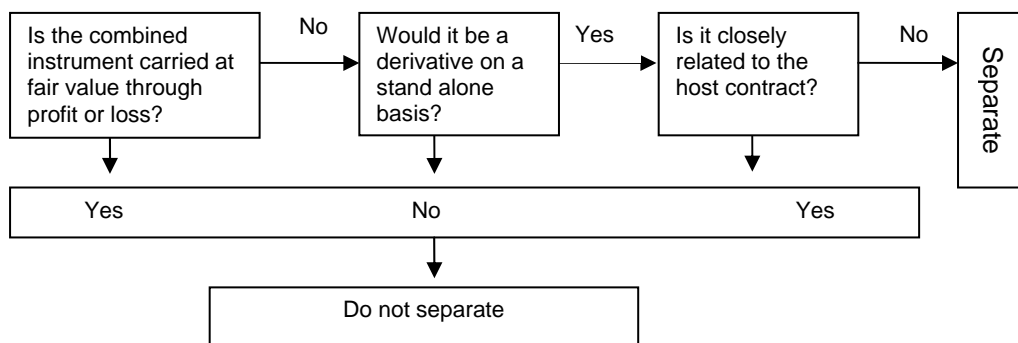 Is the combined
instrument carried at
fair value through
profit or loss?
No
Would it be a
derivative on a
stand alone
basis?
Yes
Is it closely
related to the
host contract?
No
Separate
Yes
No
Yes
Do not separate